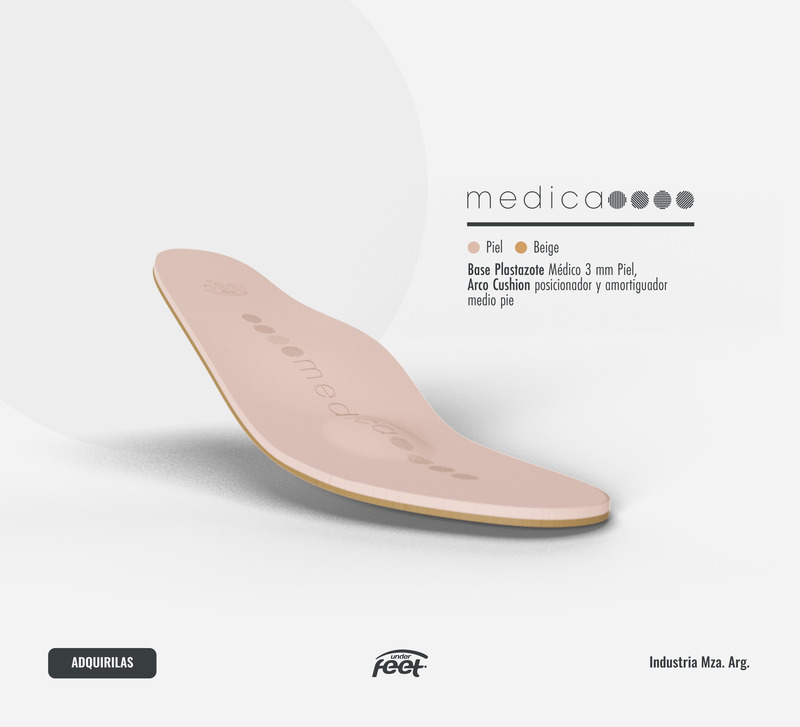 medica
Piel Beige
Base Plastazote Médico 3 mm Piel,
Arco Cushion posicionador y amortiguador
medio pie
medica
ADQUIRILAS
under
feet
Industria Mza. Arg.